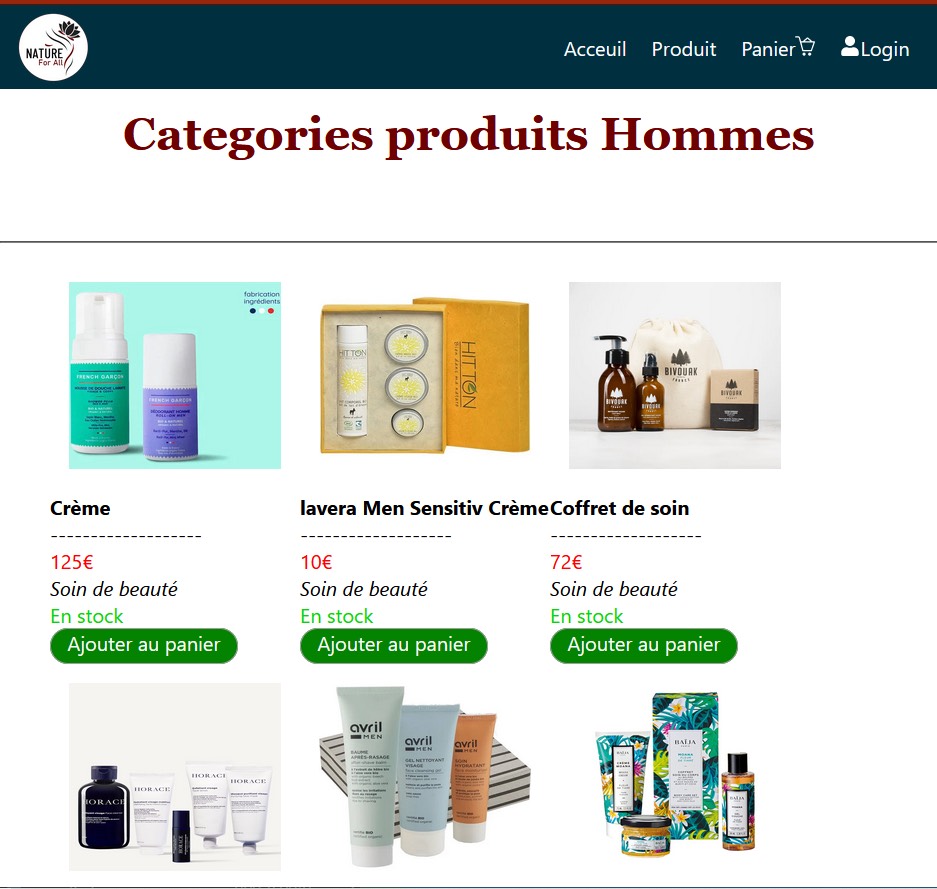 NATURE
For All
Acceuil Produit Panier Login
Categories produits Hommes
fabrication
ingrédients
FRENCH GARÇON
FRENCH GARÇON
DÉODORANT HOMME
ROLL-ON MEN
HITTON
HITTON
BIVOUAK
BIVOUAK
Crème
lavera Men Sensitiv Crème
Coffret de soin
-------------------
-------------------
-------------------
125€
10€
72€
Soin de beauté
Soin de beauté
Soin de beauté
En stock
En stock
En stock
Ajouter au panier
Ajouter au panier
Ajouter au panier
HORACE
HORACE
HORACE
HORACE
avril
MEN
BAUME
APRÈS-RASAGE
avril
MEN
GEL NETTOYANT
VISAGE
avril
MEN
SOIN
HYDRATANT
BAÏJA
BAÏJA